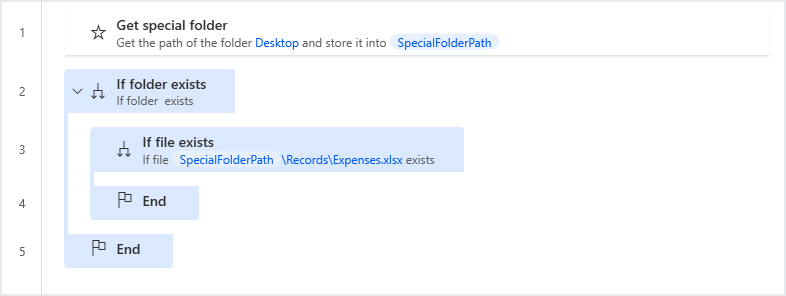 1
Get special folder
Get the path of the folder Desktop and store it into SpecialFolderPath
2
If folder exists
If folder exists
3
If file exists
If file SpecialFolderPath \Records\Expenses.xlsx exists
4
End
5
End